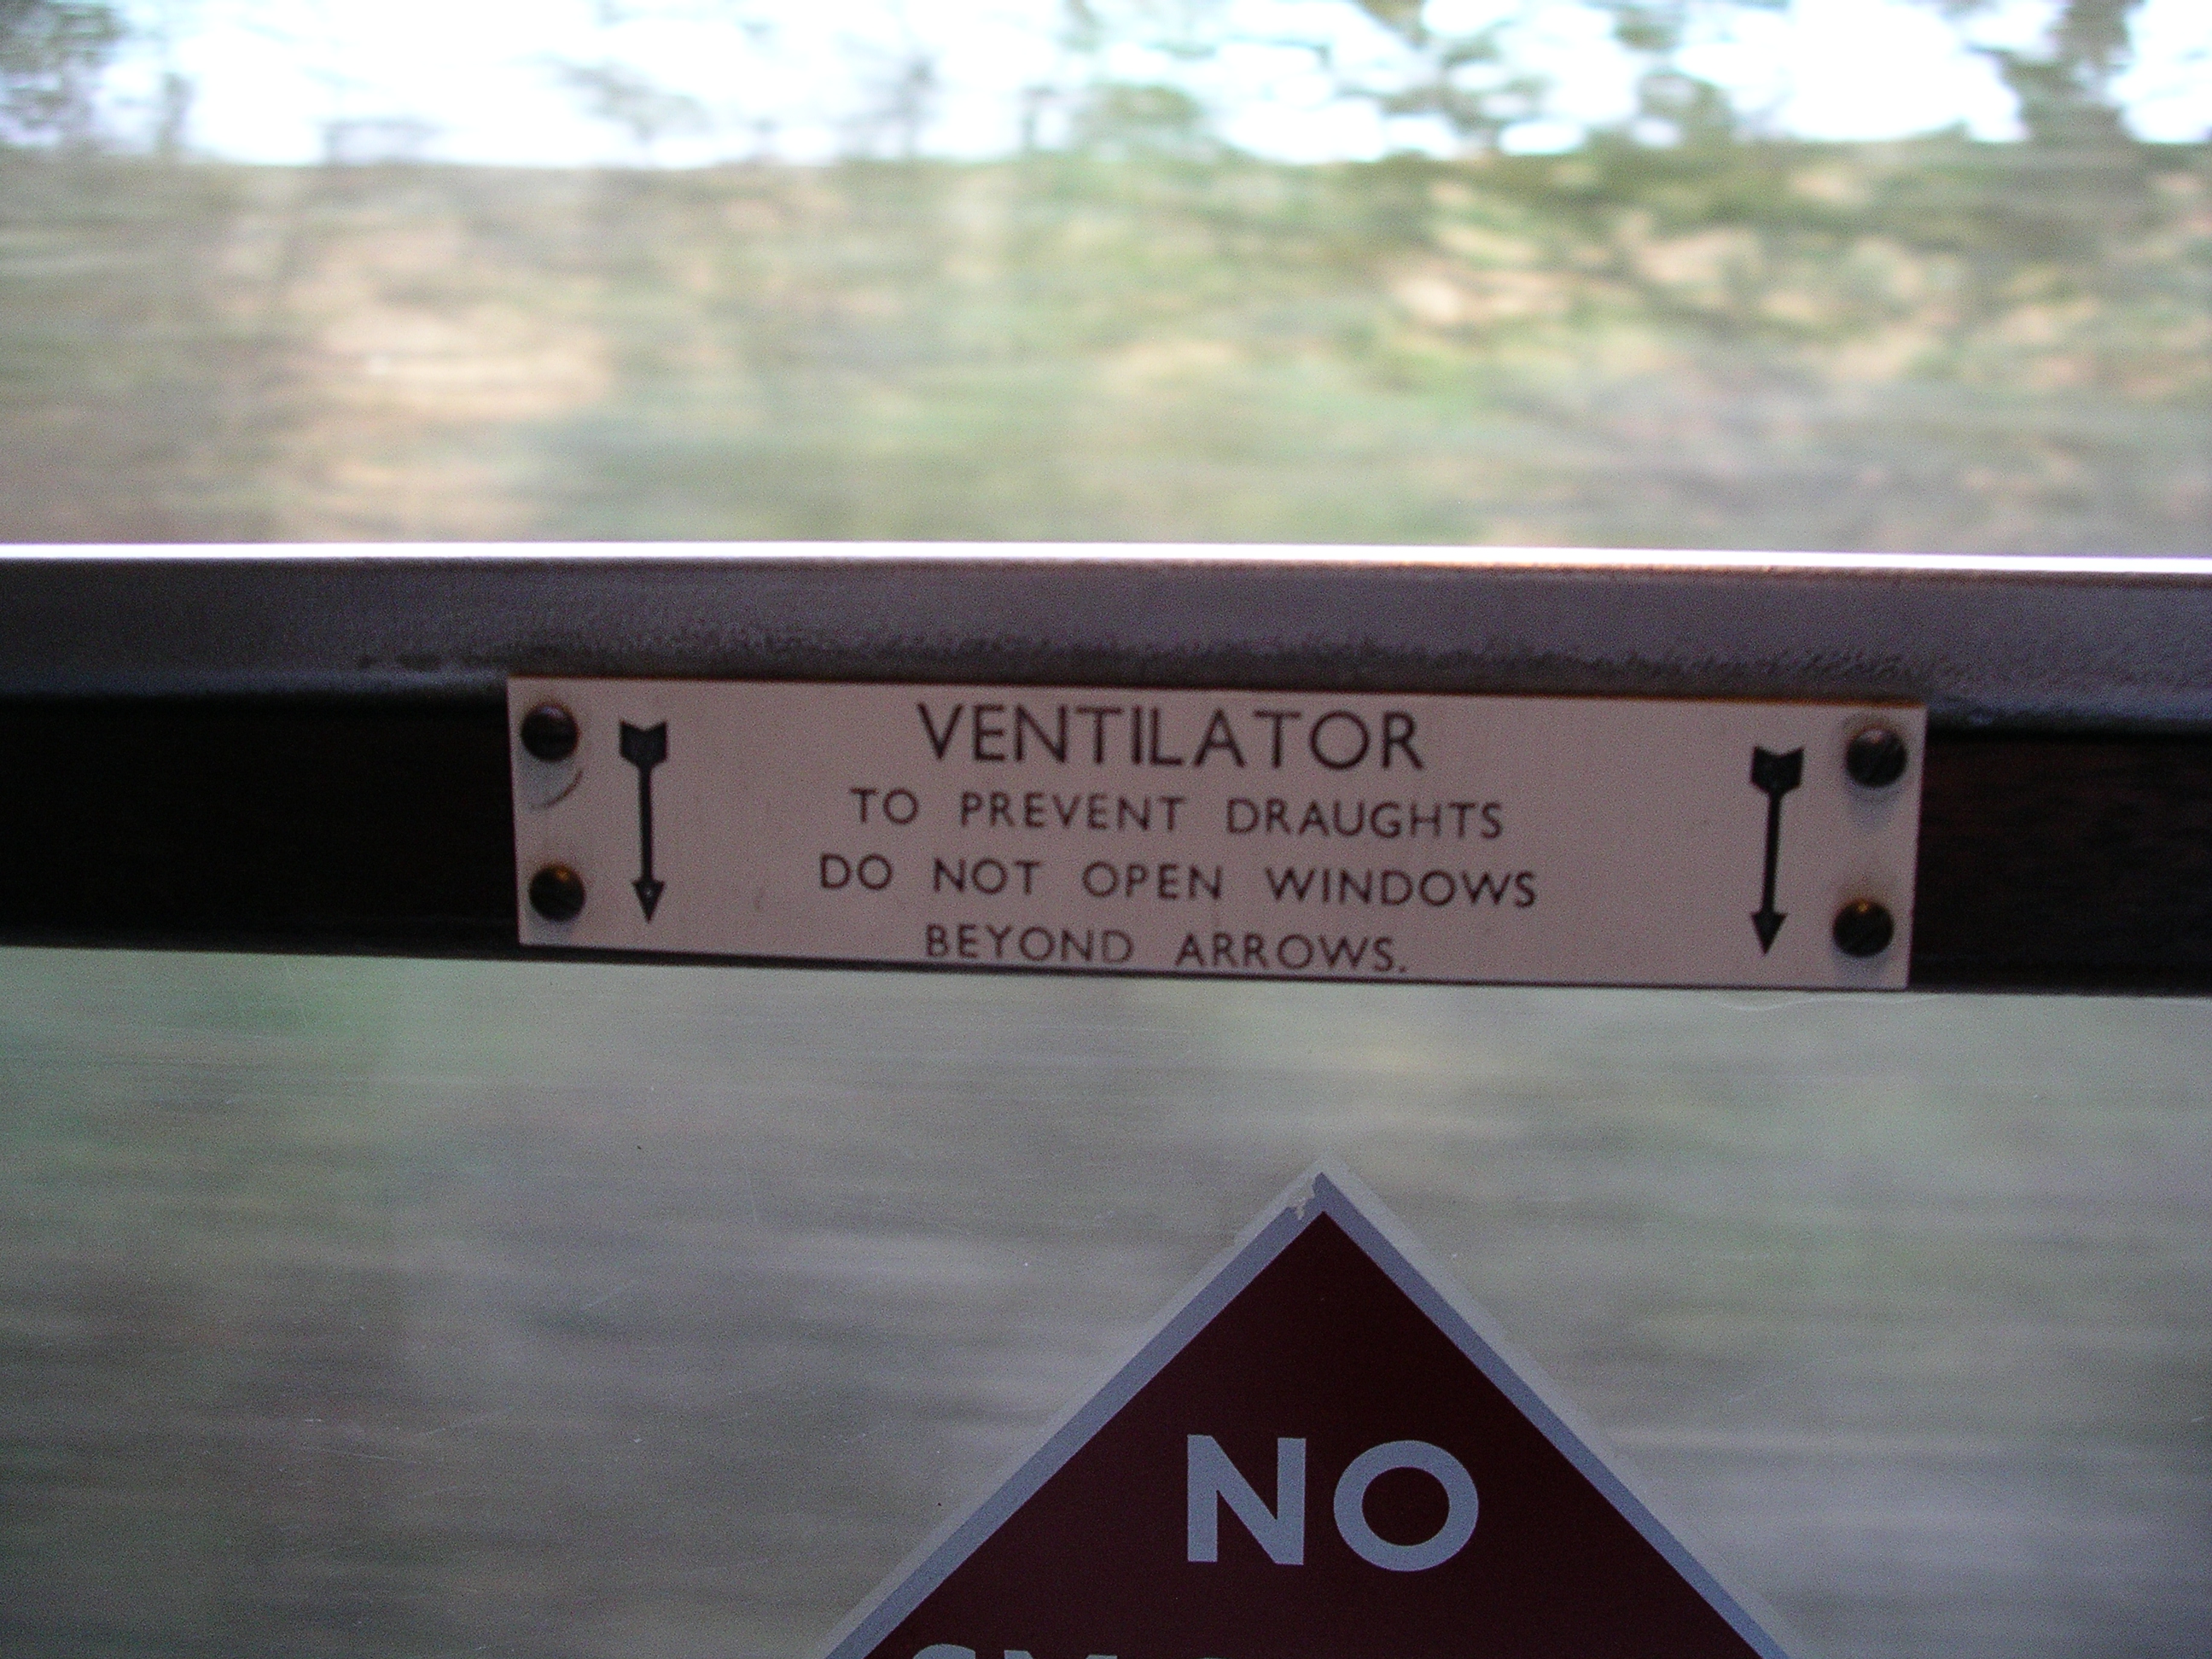 VENTILATOR
TO PREVENT DRAUGHTS
DO NOT OPEN WINDOWS
BEYOND ARROWS.
NO